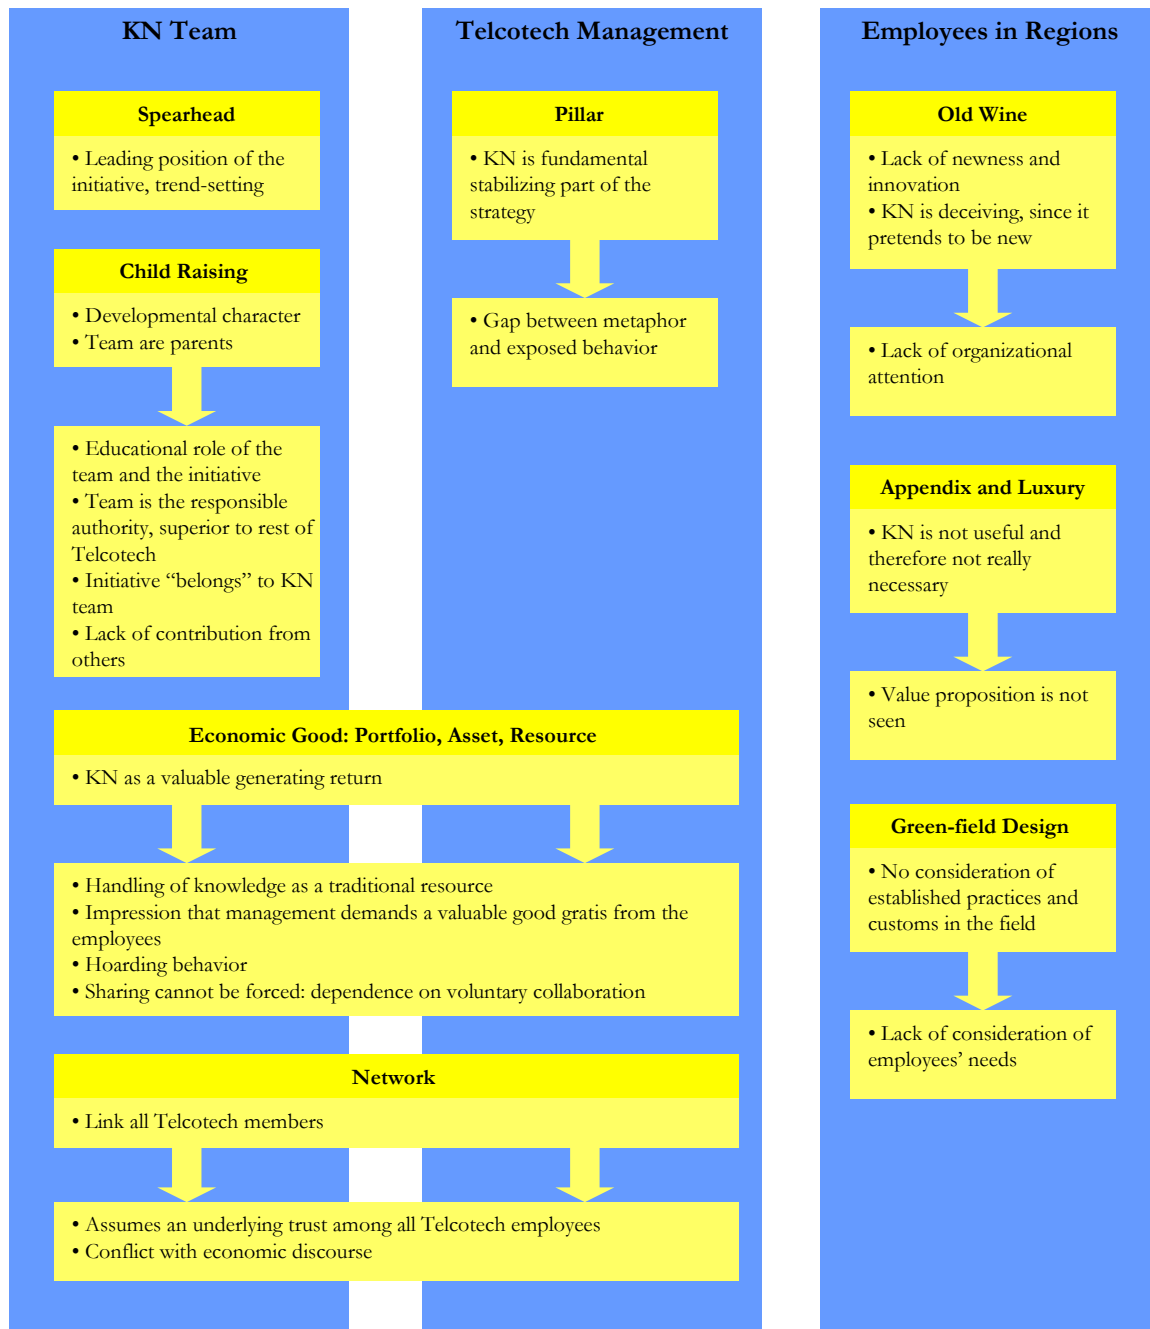 KN Team
Spearhead
• Leading position of the
initiative, trend-setting
Child Raising
• Developmental character
• Team are parents
• Educational role of the
team and the initiative
• Team is the responsible
authority, superior to rest of
Telcotech
• Initiative “belongs” to KN
team
• Lack of contribution from
others
Telcotech Management
Pillar
• KN is fundamental
stabilizing part of the
strategy
• Gap between metaphor
and exposed behavior
Economic Good: Portfolio, Asset, Resource
• KN as a valuable generating return
• Handling of knowledge as a traditional resource
• Impression that management demands a valuable good gratis from the
employees
• Hoarding behavior
• Sharing cannot be forced: dependence on voluntary collaboration
Network
• Link all Telcotech members
• Assumes an underlying trust among all Telcotech employees
• Conflict with economic discourse
Employees in Regions
Old Wine
• Lack of newness and
innovation
• KN is deceiving, since it
pretends to be new
• Lack of organizational
attention
Appendix and Luxury
• KN is not useful and
therefore not really
necessary
• Value proposition is not
seen
Green-field Design
• No consideration of
established practices and
customs in the field
• Lack of consideration of
employees’ needs